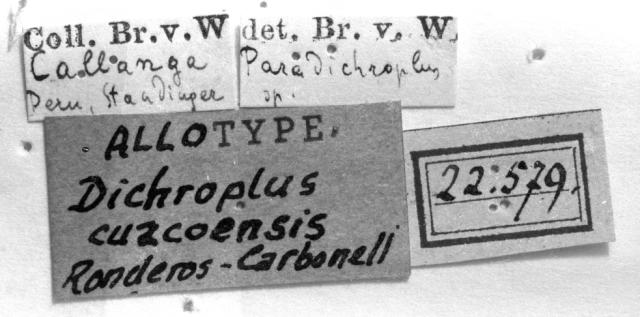 Coll. Br.v.W
Callanga
Peru, Staudinger
det. Br. v. W.
Paradichroplus
sp.
ALLOTYPE.
Dichroplus
cuzcoensis
Ronderos-Carbonell
22.579.